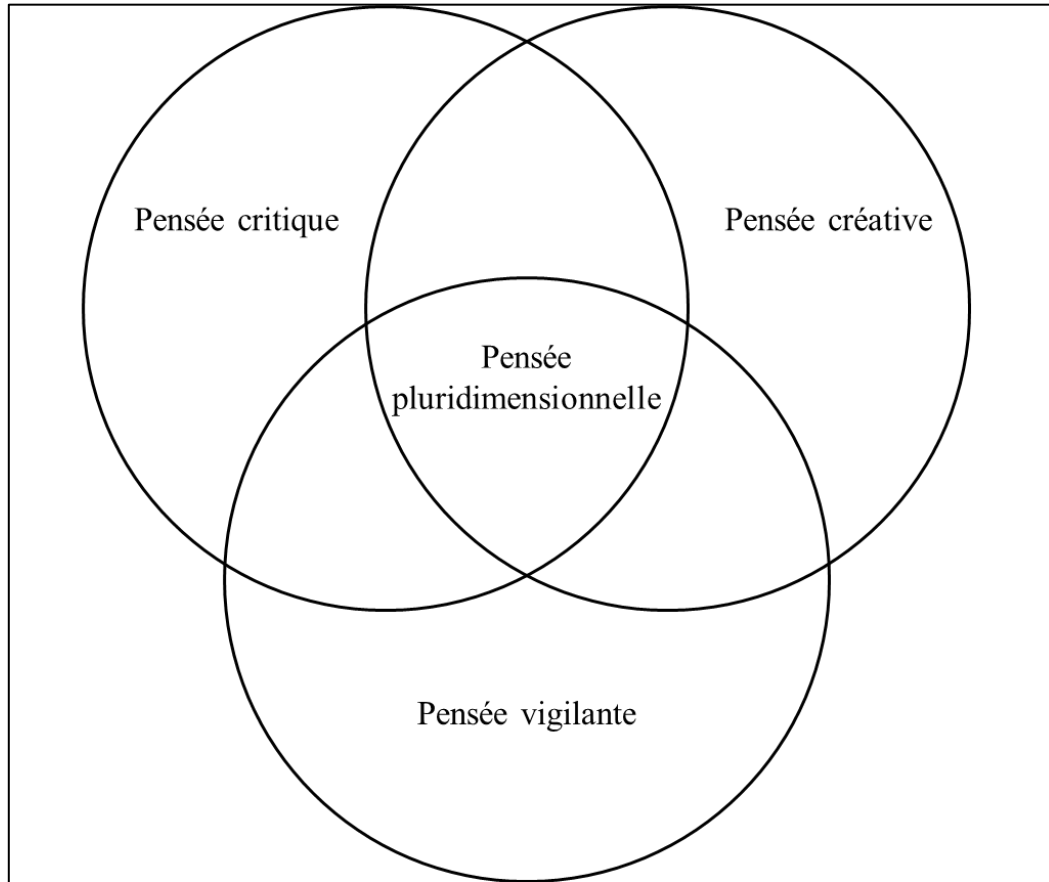 Pensée critique
Pensée créative
Pensée
pluridimensionnelle
Pensée vigilante